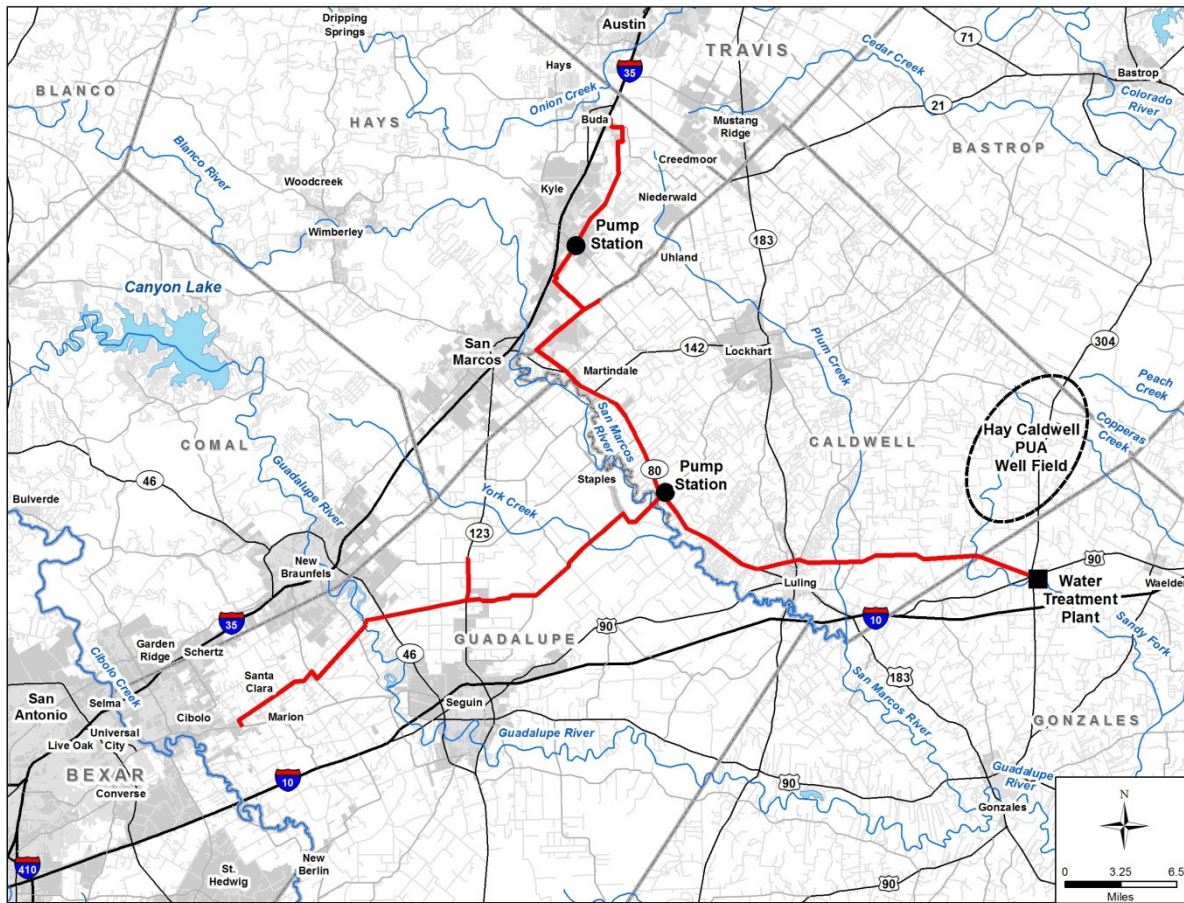 Dripping
Springs
Austin
TRAVIS
71
Cedar Creek
Bastrop
Hays
35
Colorado
River
BLANCO
Onion Creek
21
HAYS
Buda
Mustang
Ridge
BASTROP
Blanco River
Creedmoor
Woodcreek
Kyle
Niederwald
Wimberley
Pump
Station
183
Uhland
Canyon Lake
Plum Creek
San
Marcos
142
Lockhart
304
Martindale
Peach
Creek
San Marcos
River
Hay Caldwell
PUA
Well Field
Copperas
Creek
COMAL
CALDWELL
Guadalupe River
80
Pump
Station
46
Staples
Bulverde
York Creek
123
New
Braunfels
90
Luling
Water
Treatment
Plant
Waelder
35
10
Garden
Ridge
Schertz
GUADALUPE
90
Sandy Fork
Cibolo Creek
46
Santa
Clara
183
San Marcos River
San
Antonio
Selma
Cibolo
Marion
Seguin
GONZALES
Universal
City
Live Oak
Guadalupe River
BEXAR
Converse
10
90
Guadalupe
River
Gonzales
N
New
Berlin
410
St.
Hedwig
90
0 3.25 6.5
Miles